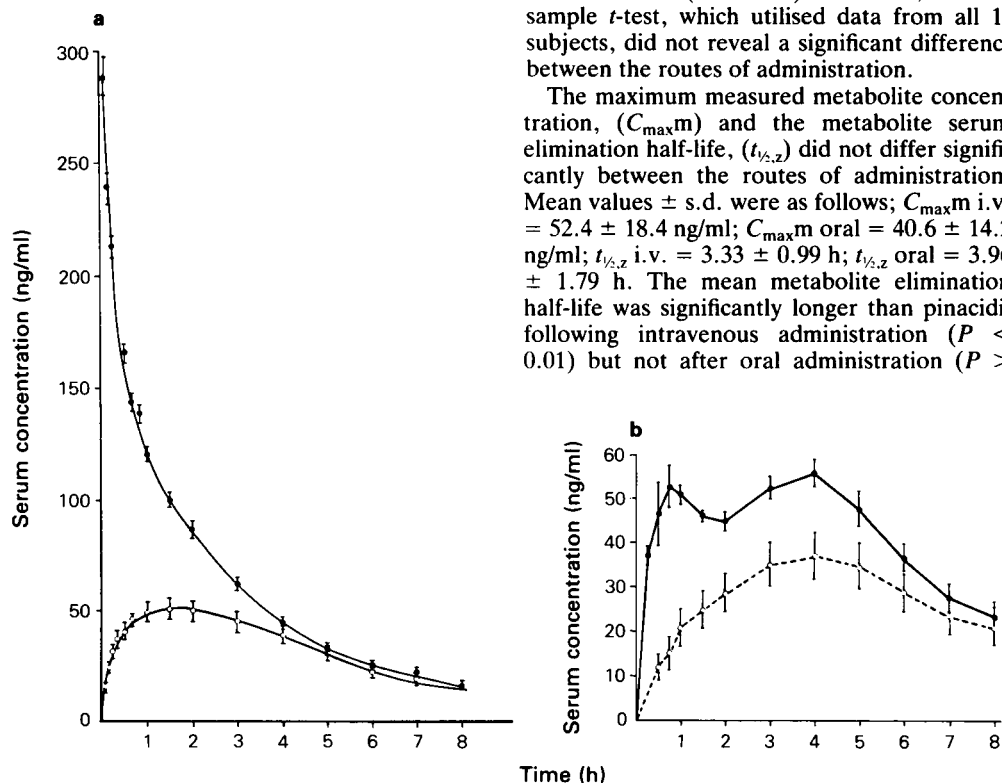 a
sample t-test, which utilised data from all 1
subjects, did not reveal a significant differenc
between the routes of administration.
The maximum measured metabolite concen
tration, (Cmaxm) and the metabolite serum
elimination half-life, (t½,z) did not differ signifi
cantly between the routes of administration
Mean values ± s.d. were as follows; Cmaxm i.v
= 52.4 ± 18.4 ng/ml; Cmaxm oral = 40.6 ± 14.
ng/ml; t½,z i.v. = 3.33 ± 0.99 h; t½,z oral = 3.9
± 1.79 h. The mean metabolite elimination
half-life was significantly longer than pinacidi
following intravenous administration (P <
0.01) but not after oral administration (P >
300
250
200
150
100
50
0
Serum concentration (ng/ml)
1 2 3 4 5 6 7 8
b
60
50
40
30
20
10
0
Serum concentration (ng/ml)
1 2 3 4 5 6 7 8
Time (h)